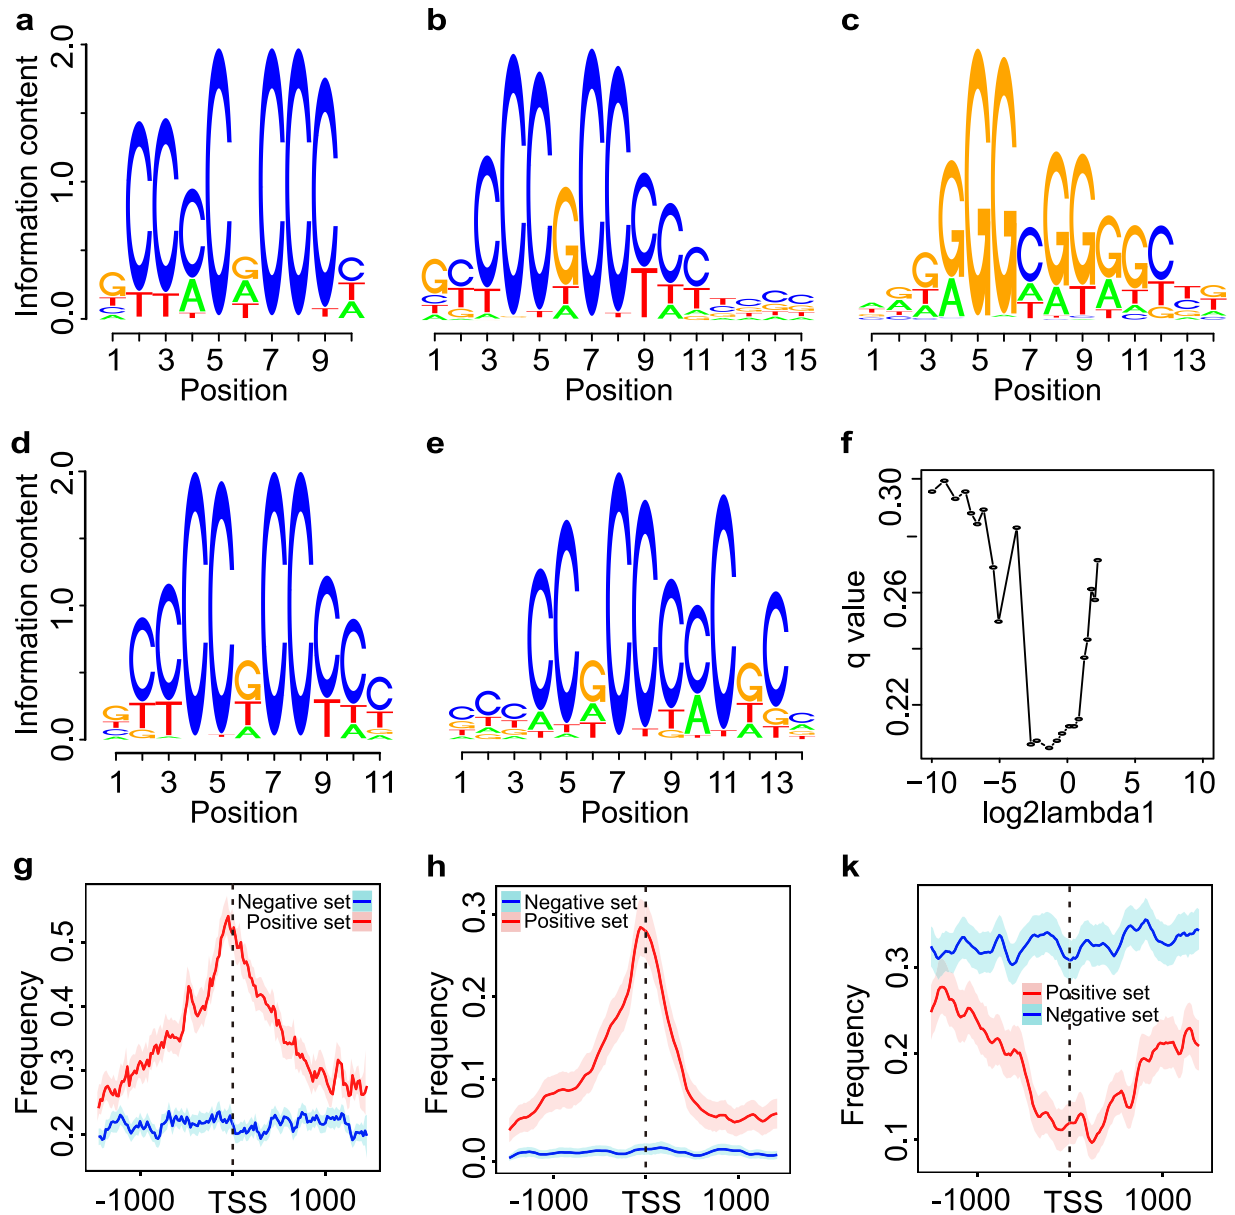 a
b
c
Information content
0.0
1.0
2.0
1 3 5 7 9
Position
1 3 5 7 9 11 13 15
Position
1 3 5 7 9 11 13
Position
d
e
f
Information content
0.0
1.0
2.0
1 3 5 7 9 11
Position
1 3 5 7 9 11 13
Position
q value
0.22
0.26
0.30
−10 −5 0 5 10
log2lambda1
g
h
k
Frequency
0.2
0.3
0.4
0.5
Negative set
Positive set
-1000 TSS 1000
Frequency
0.0
0.1
0.2
0.3
Negative set
Positive set
-1000 TSS 1000
Frequency
0.1
0.2
0.3
Positive set
Negative set
-1000 TSS 1000